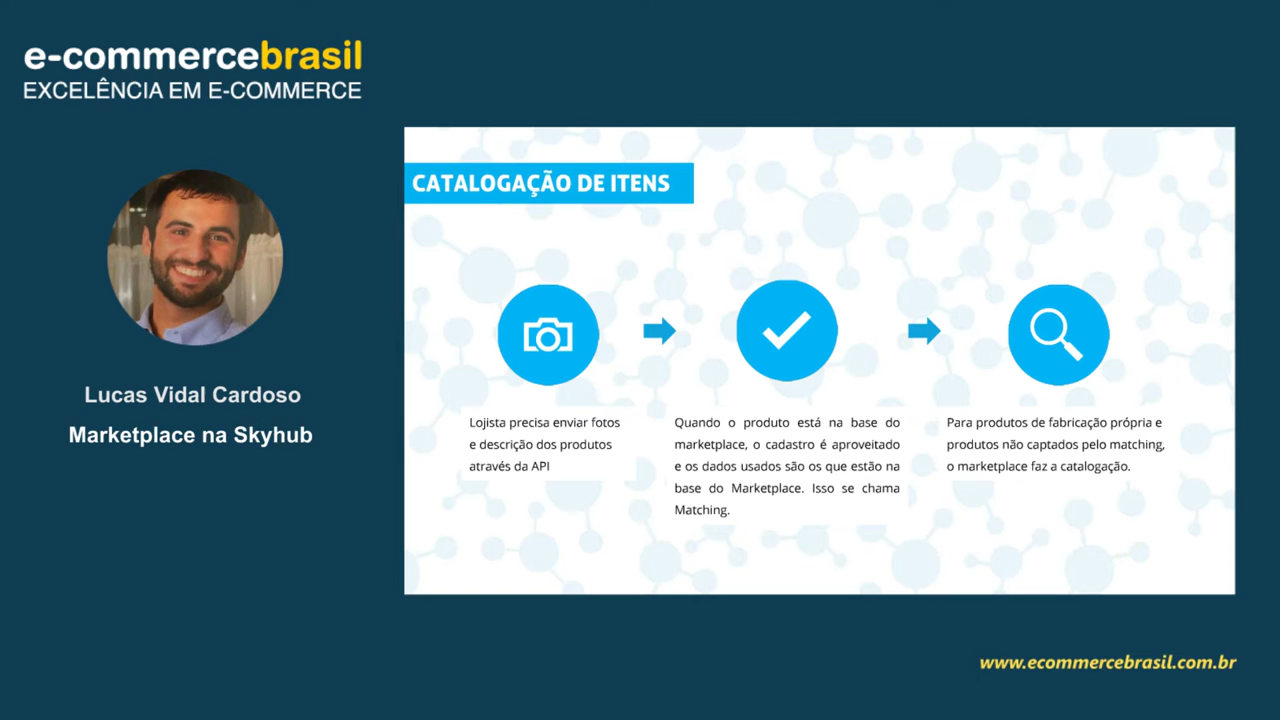 e-commercebrasil
EXCELÊNCIA EM E-COMMERCE
Lucas Vidal Cardoso
Marketplace na Skyhub
CATALOGAÇÃO DE ITENS
Lojista precisa enviar fotos
e descrição dos produtos
através da API
Quando o produto está na base do
marketplace, o cadastro é aproveitado
e os dados usados são os que estão na
base do Marketplace. Isso se chama
Matching.
Para produtos de fabricação própria e
produtos não captados pelo matching,
o marketplace faz a catalogação.
www.ecommercebrasil.com.br